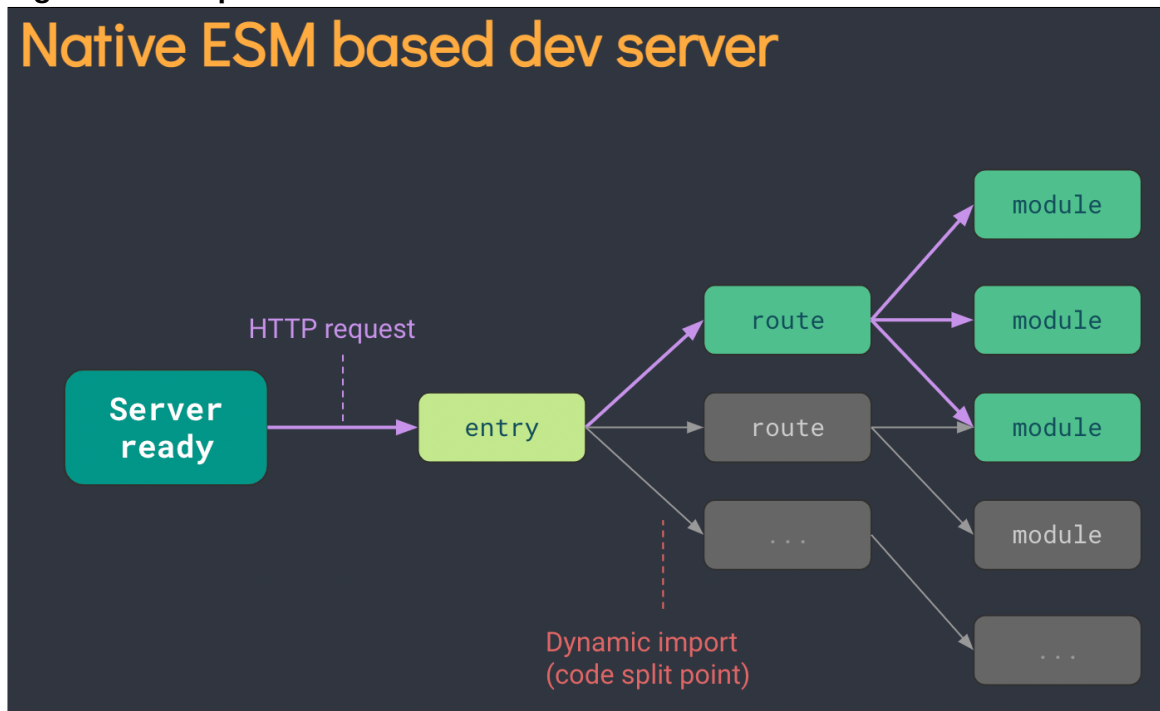 Native ESM based dev server
module
HTTP request
route
module
Server
ready
entry
route
module
...
module
Dynamic import
(code split point)
...